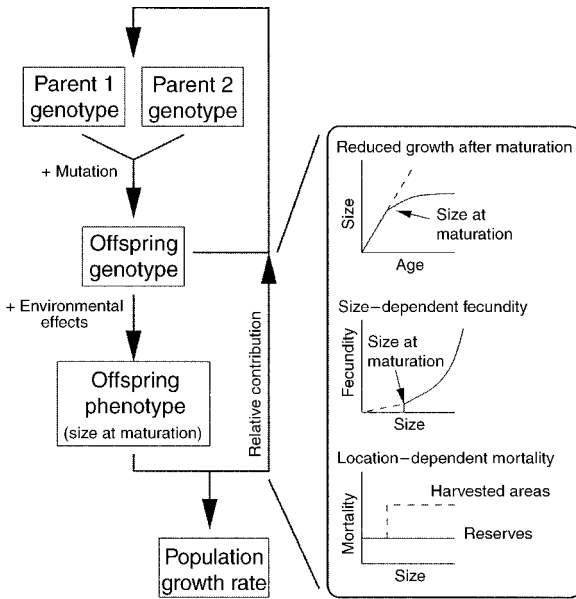 Parent 1
genotype
Parent 2
genotype
+ Mutation
Offspring
genotype
+ Environmental
effects
Offspring
phenotype
(size at maturation)
Relative contribution
Population
growth rate
Reduced growth after maturation
Size
Size at
maturation
Age
Size−dependent fecundity
Fecundity
Size at
maturation
Size
Location−dependent mortality
Mortality
Harvested areas
Reserves
Size